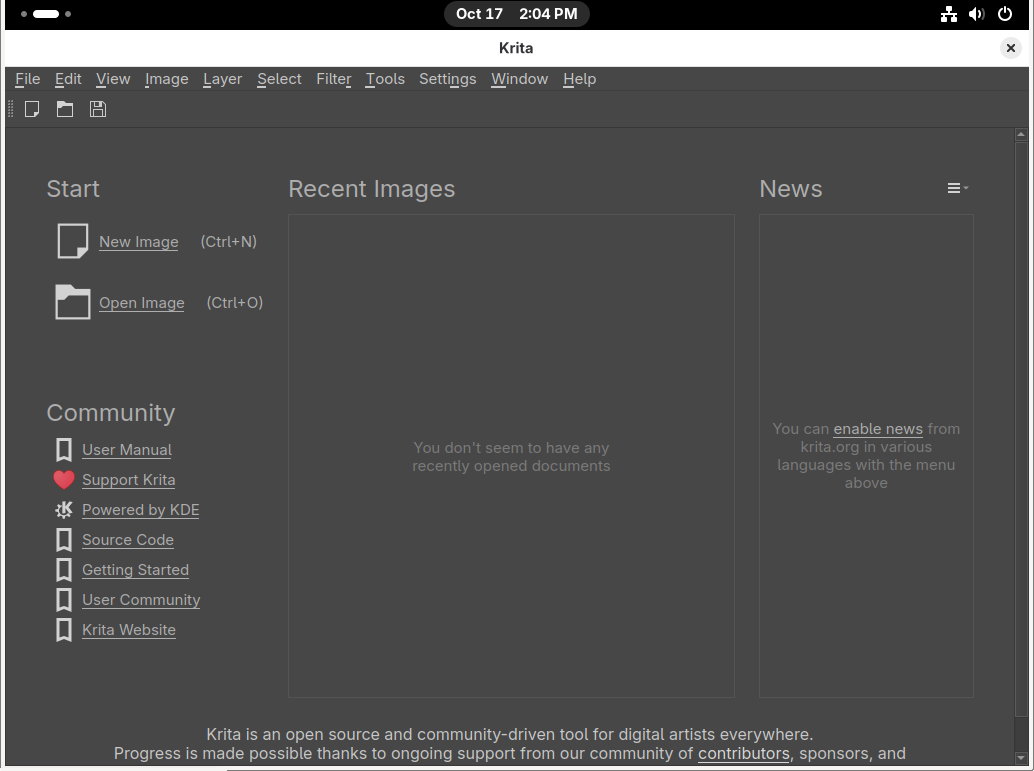 Oct 17 2:04 PM
Krita
File Edit View Image Layer Select Filter Tools Settings Window Help
Start
Recent Images
News
New Image (Ctrl+N)
Open Image (Ctrl+O)
Community
User Manual
Support Krita
Powered by KDE
Source Code
Getting Started
User Community
Krita Website
You don't seem to have any
recently opened documents
You can enable news from
krita.org in various
languages with the menu
above
Krita is an open source and community-driven tool for digital artists everywhere.
Progress is made possible thanks to ongoing support from our community of contributors, sponsors, and